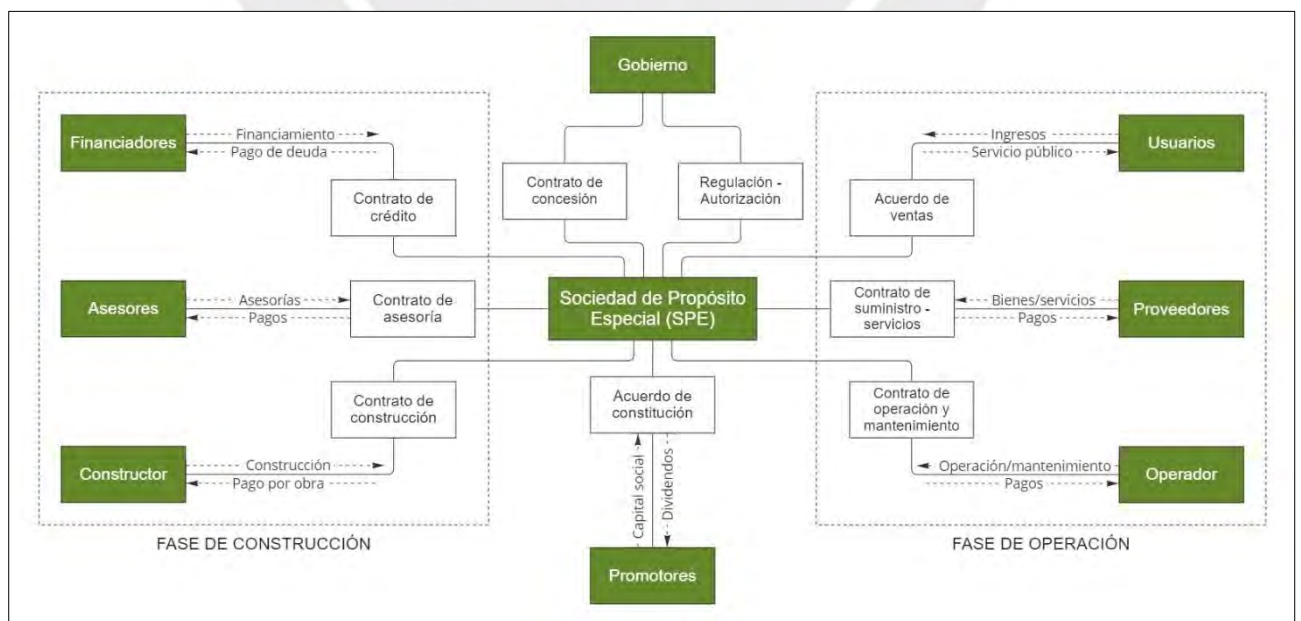 Gobierno
Financiadores
Financiamiento
Pago de deuda
Contrato de
crédito
Contrato de
concesión
Regulación -
Autorización
Acuerdo de
ventas
Ingresos
Servicio público
Usuarios
Asesores
Asesorías
Pagos
Contrato de
asesoría
Sociedad de Propósito
Especial (SPE)
Contrato de
suministro -
servicios
Bienes/servicios
Pagos
Proveedores
Constructor
Construcción
Pago por obra
Contrato de
construcción
Acuerdo de
constitución
Contrato de
operación y
mantenimiento
Operación/mantenimiento
Pagos
Operador
Capital social
Dividendos
FASE DE CONSTRUCCIÓN
FASE DE OPERACIÓN
Promotores